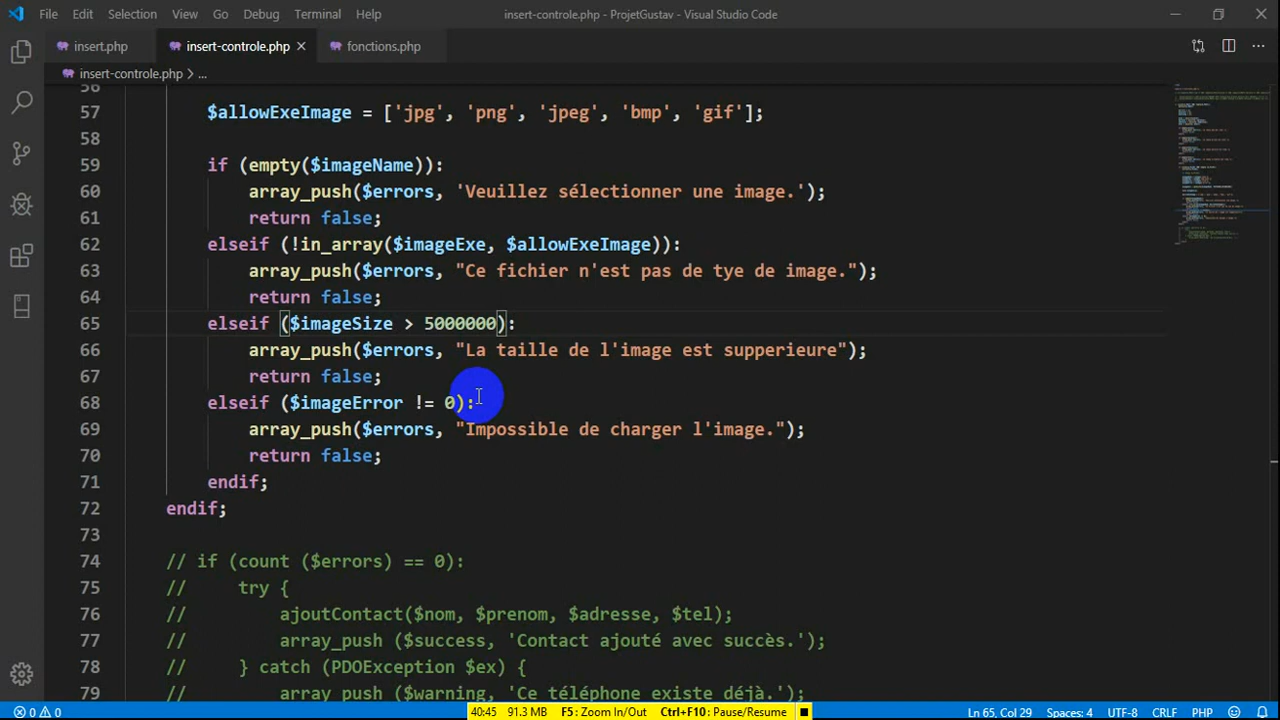 File Edit Selection View Go Debug Terminal Help insert-controle.php - ProjetGustav - Visual Studio Code
insert.php insert-controle.php × fonctions.php
insert-controle.php > ...
56
57 $allowExeImage = ['jpg', 'png', 'jpeg', 'bmp', 'gif'];
58
59 if (empty($imageName)):
60 array_push($errors, 'Veuillez sélectionner une image.');
61 return false;
62 elseif (!in_array($imageExe, $allowExeImage)):
63 array_push($errors, "Ce fichier n'est pas de tye de image.");
64 return false;
65 elseif ($imageSize > 5000000):
66 array_push($errors, "La taille de l'image est supperieure");
67 return false;
68 elseif ($imageError != 0):
69 array_push($errors, "Impossible de charger l'image.");
70 return false;
71 endif;
72 endif;
73
74 // if (count ($errors) == 0):
75 // try {
76 // ajoutContact($nom, $prenom, $adresse, $tel);
77 // array_push ($success, 'Contact ajouté avec succès.');
78 // } catch (PDOException $ex) {
79 // array_push ($warning, 'Ce téléphone existe déjà.');
0 0 40:45 91.3 MB F5: Zoom In/Out Ctrl+F10: Pause/Resume Ln 65, Col 29 Spaces: 4 UTF-8 CRLF PHP